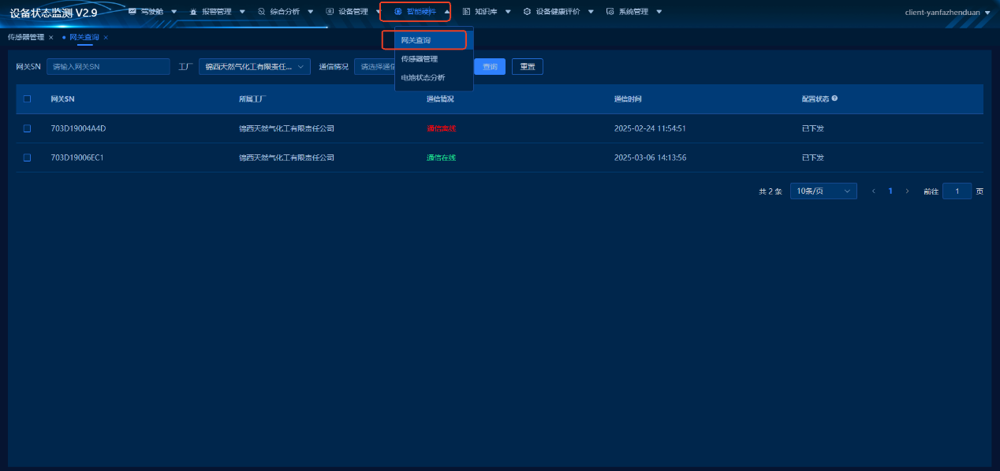 设备状态监测 V2.9 驾驶舱 报警管理 综合分析 设备管理 智能硬件 知识库 设备健康评价 系统管理 client-yanfazhenduan
传感器管理 × 网关查询 ×
网关查询
传感器管理
电池状态分析
网关SN 请输入网关SN 工厂 锦西天然气化工有限责任... 通信情况 请选择通信 查询 重置
网关SN 所属工厂 通信情况 通信时间 配置状态
703D19004A4D 锦西天然气化工有限责任公司 通信离线 2025-02-24 11:54:51 已下发
703D19006EC1 锦西天然气化工有限责任公司 通信在线 2025-03-06 14:13:56 已下发
共 2 条 10条/页 < 1 > 前往 1 页